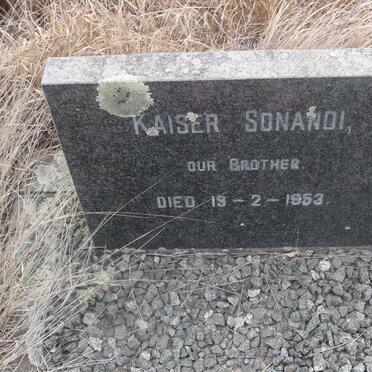 KAISER SONANDI,
OUR BROTHER
DIED 19-2-1953.